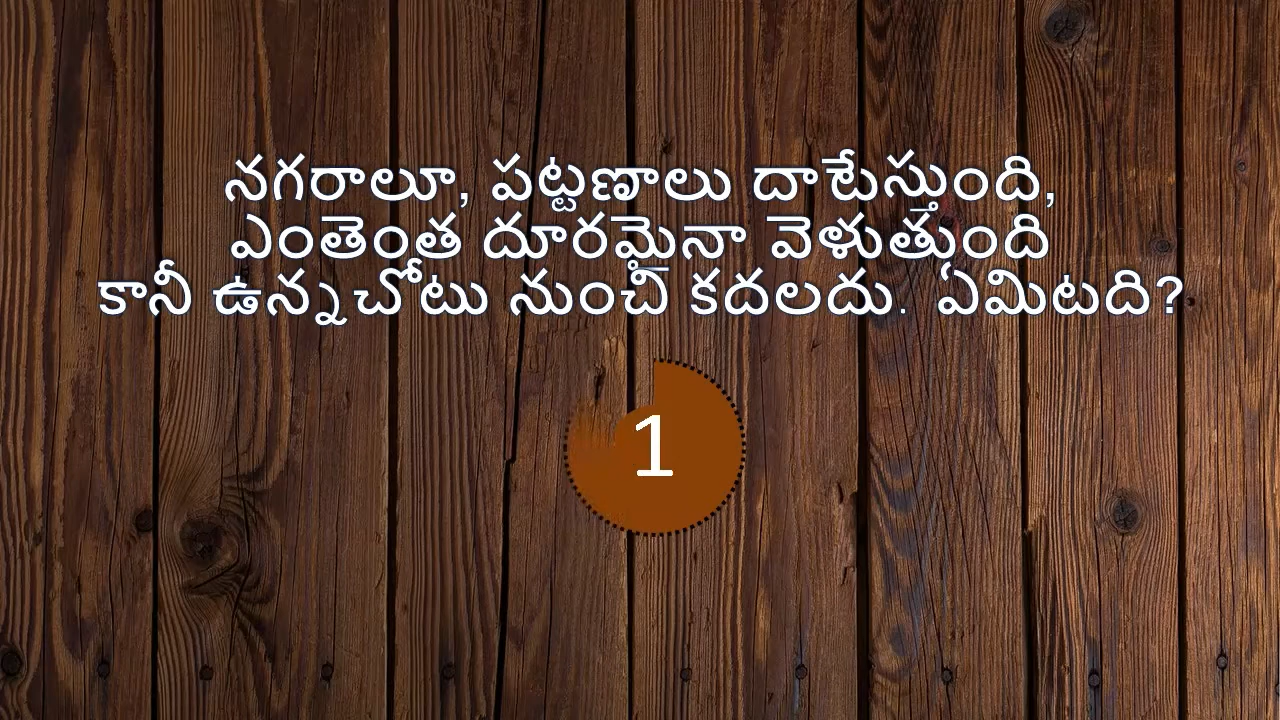 నగరాలూ, పట్టణాలు దాటేస్తుంది,
ఎంతెంత దూరమైనా వెళుతుంది
కానీ ఉన్నచోటు నుంచి కదలదు. ఏమిటది?
1